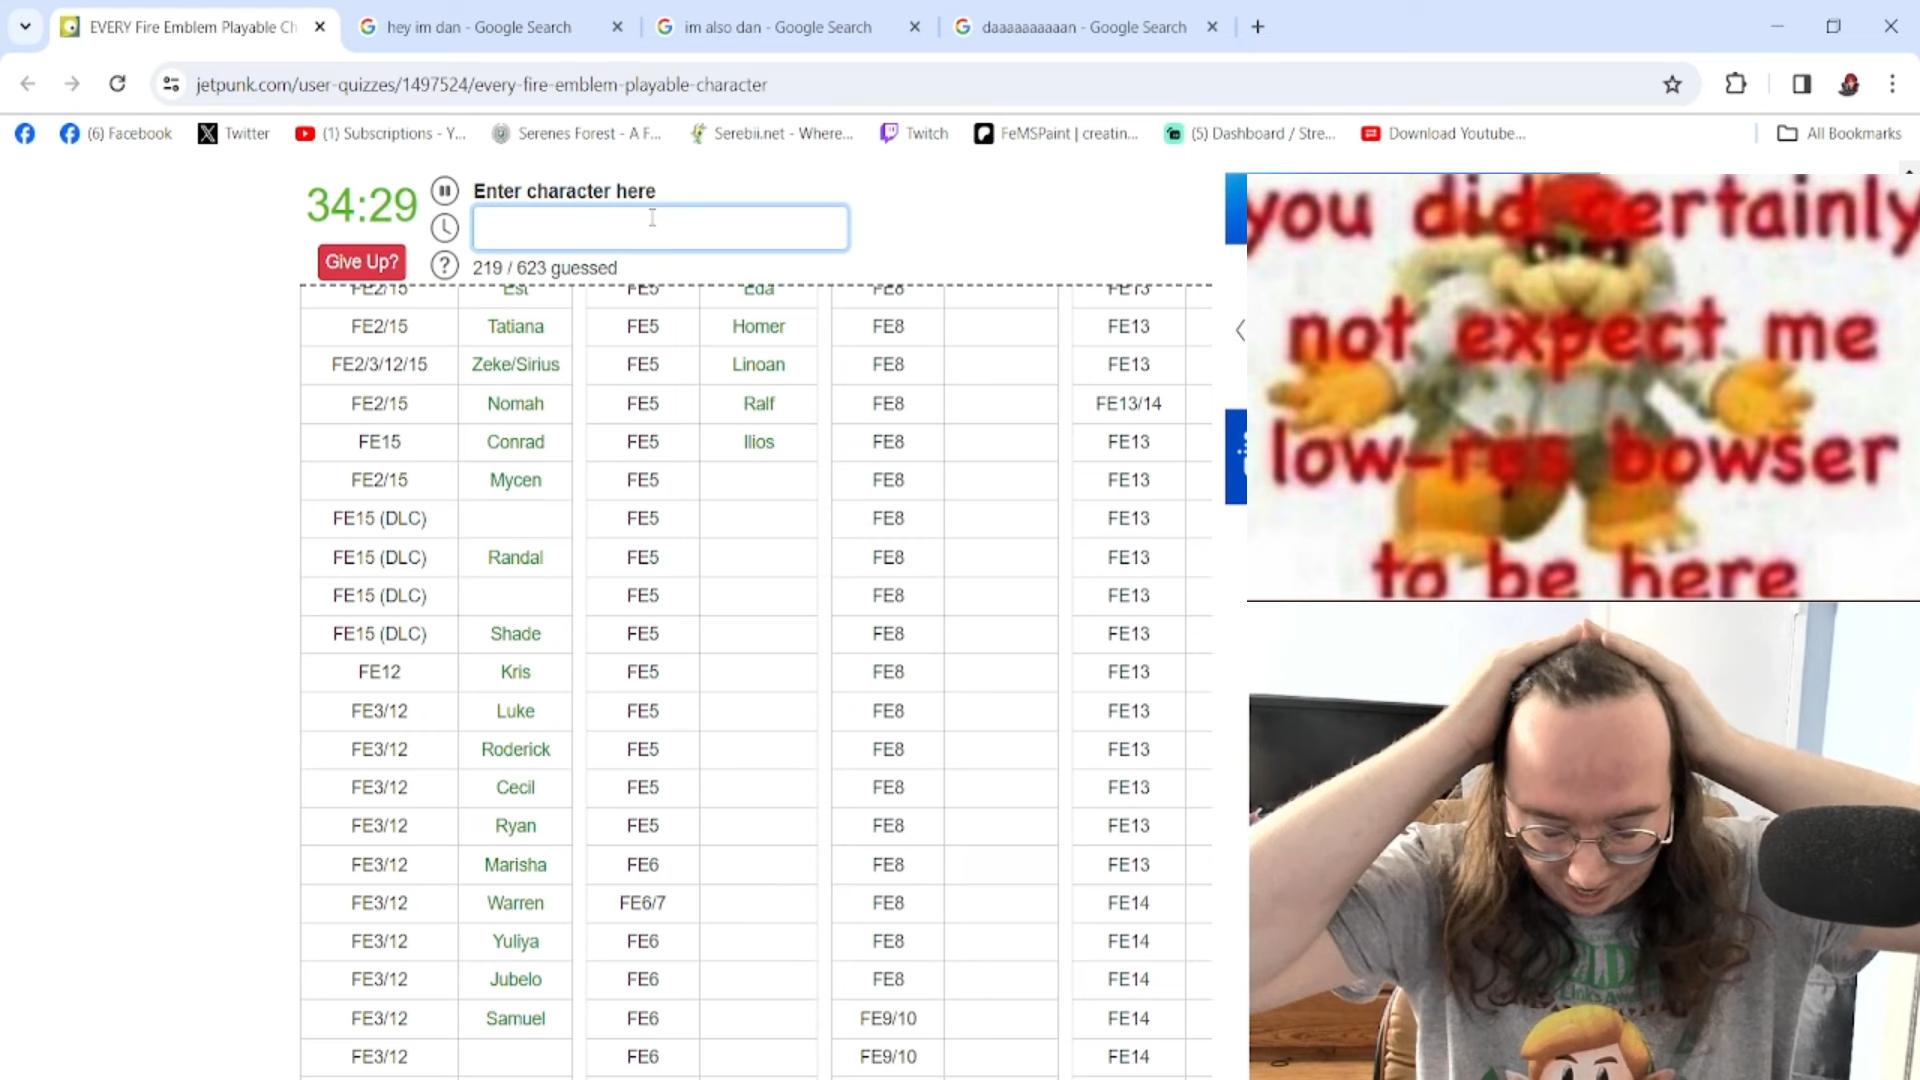 EVERY Fire Emblem Playable Ch
hey im dan - Google Search
im also dan - Google Search
daaaaaaaaaan - Google Search
jetpunk.com/user-quizzes/1497524/every-fire-emblem-playable-character
(6) Facebook
Twitter
(1) Subscriptions - Y...
Serenes Forest - A F...
Serebii.net - Where...
Twitch
FeMSPaint | creatin...
(5) Dashboard / Stre...
Download Youtube...
All Bookmarks
34:29
Enter character here
Give Up?
219 / 623 guessed
FE2/15 Est FE5 Eda FE8 FE13
FE2/15 Tatiana FE5 Homer FE8 FE13
FE2/3/12/15 Zeke/Sirius FE5 Linoan FE8 FE13
FE2/15 Nomah FE5 Ralf FE8 FE13/14
FE15 Conrad FE5 Ilios FE8 FE13
FE2/15 Mycen FE5 FE8 FE13
FE15 (DLC) FE5 FE8 FE13
FE15 (DLC) Randal FE5 FE8 FE13
FE15 (DLC) FE5 FE8 FE13
FE15 (DLC) Shade FE5 FE8 FE13
FE12 Kris FE5 FE8 FE13
FE3/12 Luke FE5 FE8 FE13
FE3/12 Roderick FE5 FE8 FE13
FE3/12 Cecil FE5 FE8 FE13
FE3/12 Ryan FE5 FE8 FE13
FE3/12 Marisha FE6 FE8 FE13
FE3/12 Warren FE6/7 FE8 FE14
FE3/12 Yuliya FE6 FE8 FE14
FE3/12 Jubelo FE6 FE8 FE14
FE3/12 Samuel FE6 FE9/10 FE14
FE3/12 FE6 FE9/10 FE14
you did certainly
not expect me
low-res bowser
to be here